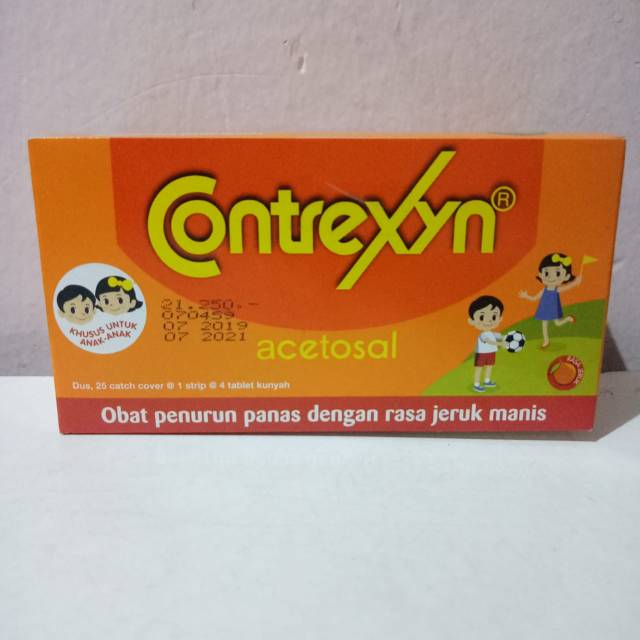 Contrexyn®
21.250,-
070459
07 2019
07 2021
KHUSUS UNTUK
ANAK-ANAK
acetosal
Dus, 25 catch cover @ 1 strip @ 4 tablet kunyah
Obat penurun panas dengan rasa jeruk manis